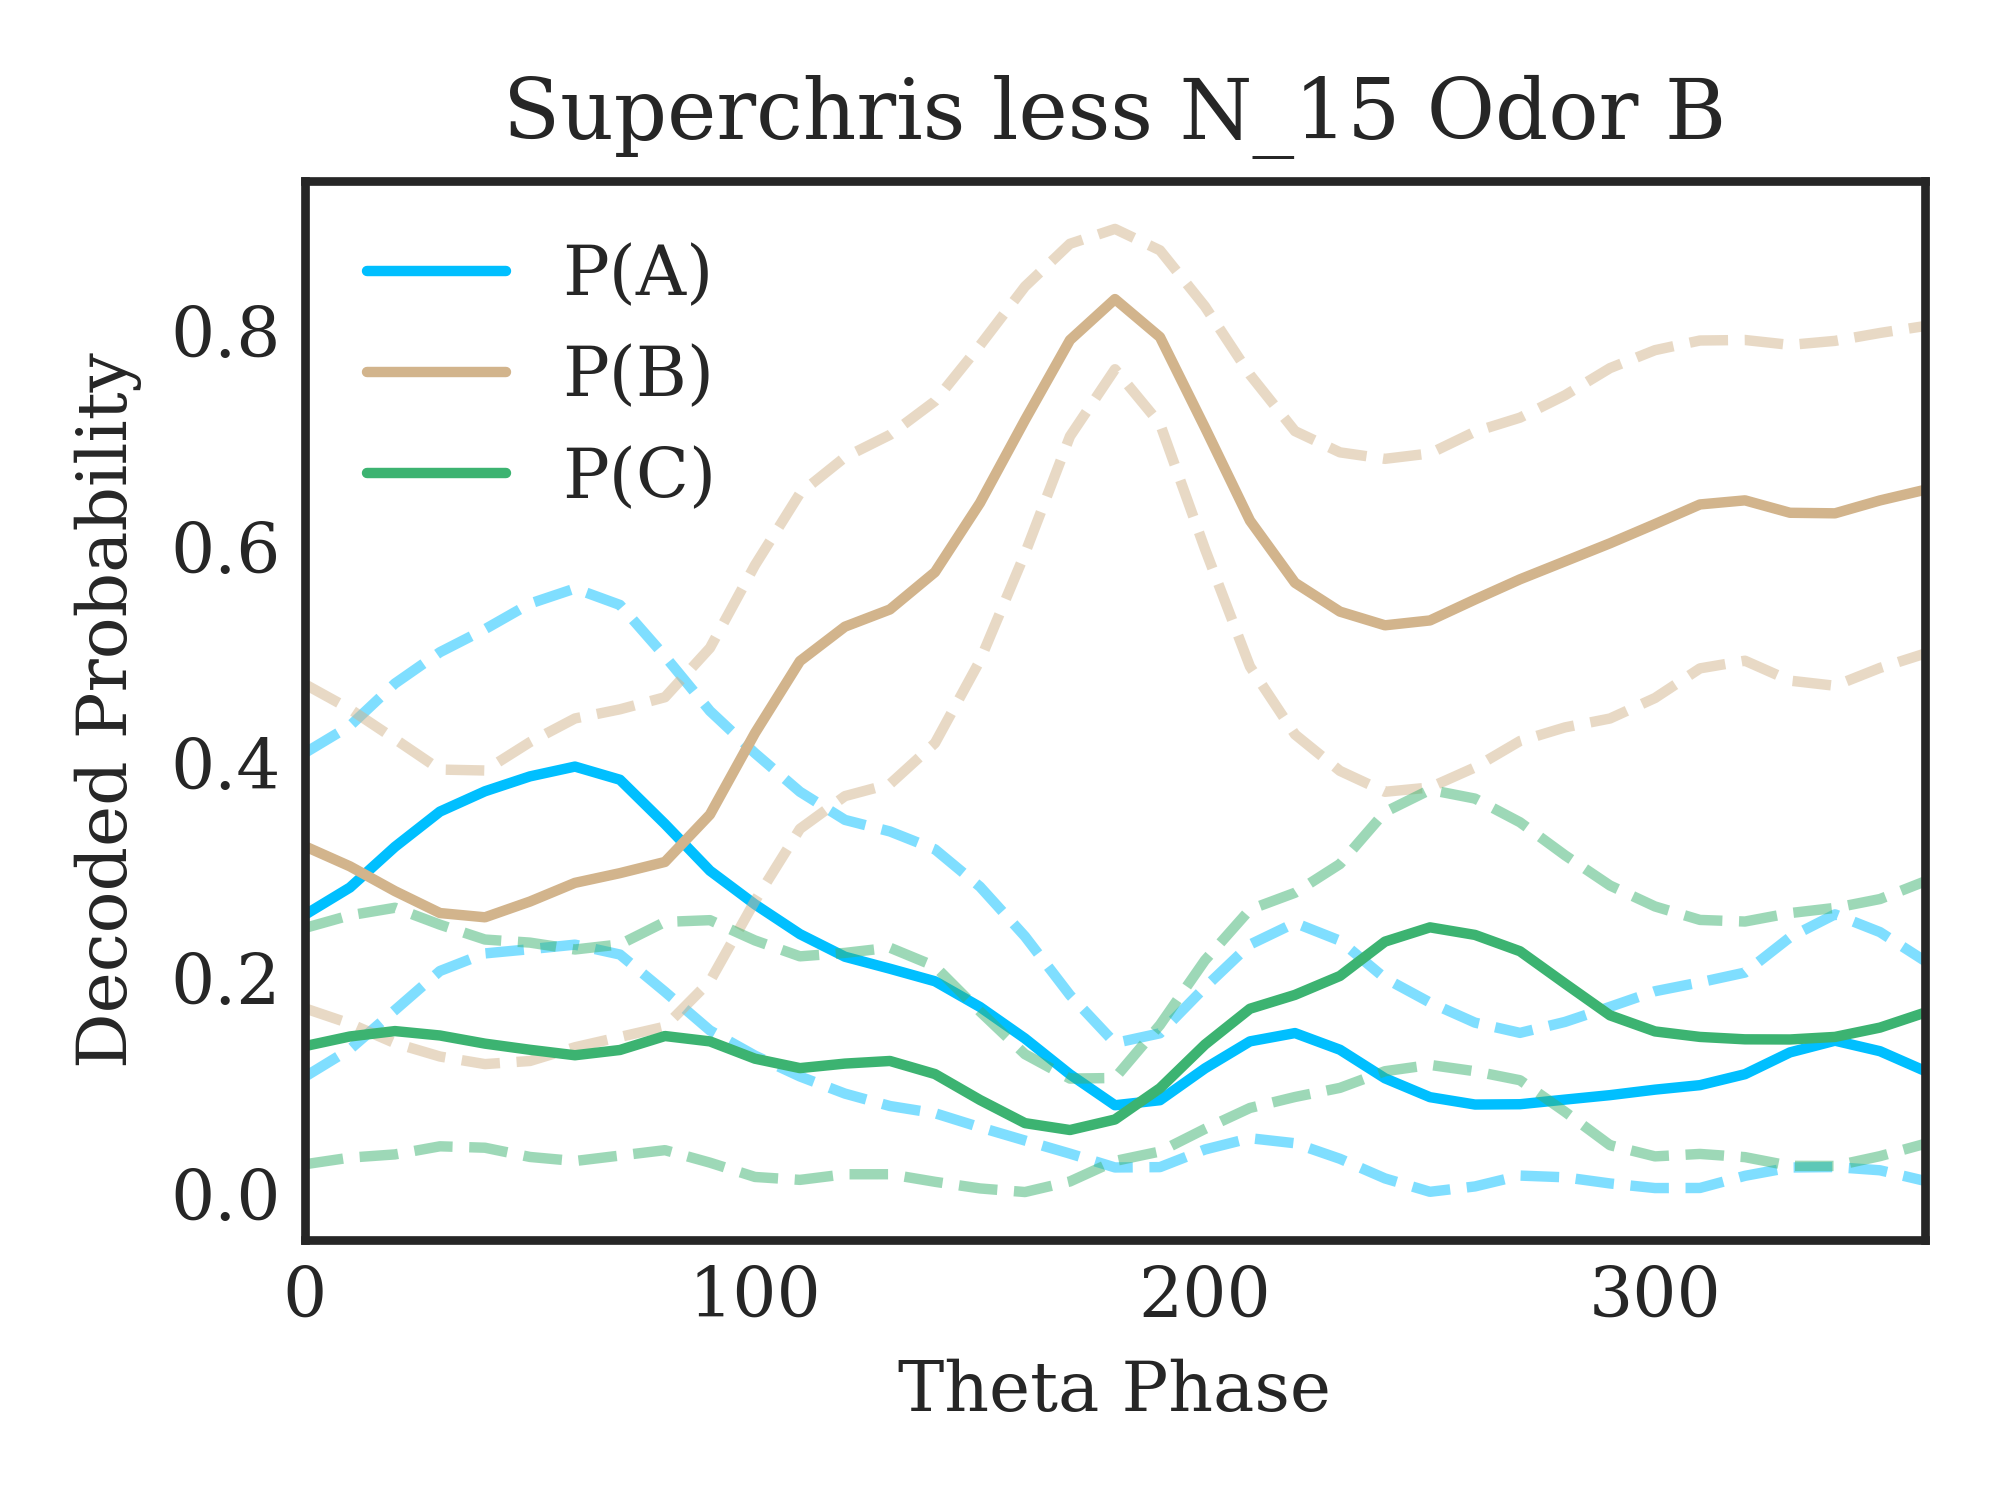 Superchris less N_15 Odor B
P(A)
P(B)
P(C)
Decoded Probability
0.8
0.6
0.4
0.2
0.0
0 100 200 300
Theta Phase